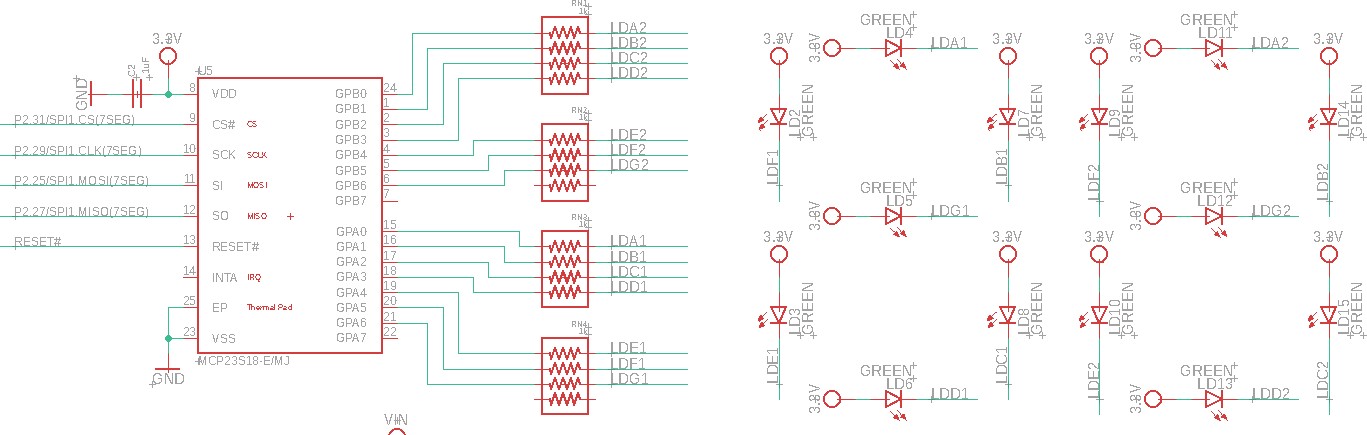 3.3V
C2
.1uF
GND
U5
8 VDD
P2.31/SPI1.CS(7SEG) 9 CS# CS
P2.29/SPI1.CLK(7SEG) 10 SCK SCLK
P2.25/SPI1.MOSI(7SEG) 11 SI MOSI
P2.27/SPI1.MISO(7SEG) 12 SO MISO
RESET# 13 RESET#
14 INTA IRQ
25 EP Thermal Pad
23 VSS
MCP23S18-E/MJ
GND
VIN
GPB0 24
GPB1 1
GPB2 2
GPB3 3
GPB4 4
GPB5 5
GPB6 6
GPB7 7
GPA0 15
GPA1 16
GPA2 17
GPA3 18
GPA4 19
GPA5 20
GPA6 21
GPA7 22
RN1
1k
LDA2
LDB2
LDC2
LDD2
RN2
1k
LDE2
LDF2
LDG2
RN3
1k
LDA1
LDB1
LDC1
LDD1
RN4
1k
LDE1
LDF1
LDG1
GREEN
LD4
3.3V LDA1
3.3V
LD2
GREEN
LDF1
3.3V
LD7
GREEN
LDB1
GREEN
LD5
3.3V LDG1
3.3V
LD3
GREEN
LDE1
3.3V
LD8
GREEN
LDC1
GREEN
LD6
3.3V LDD1
GREEN
LD11
3.3V LDA2
3.3V
LD9
GREEN
LDF2
3.3V
LD14
GREEN
LDB2
GREEN
LD12
3.3V LDG2
3.3V
LD10
GREEN
LDE2
3.3V
LD15
GREEN
LDC2
GREEN
LD13
3.3V LDD2